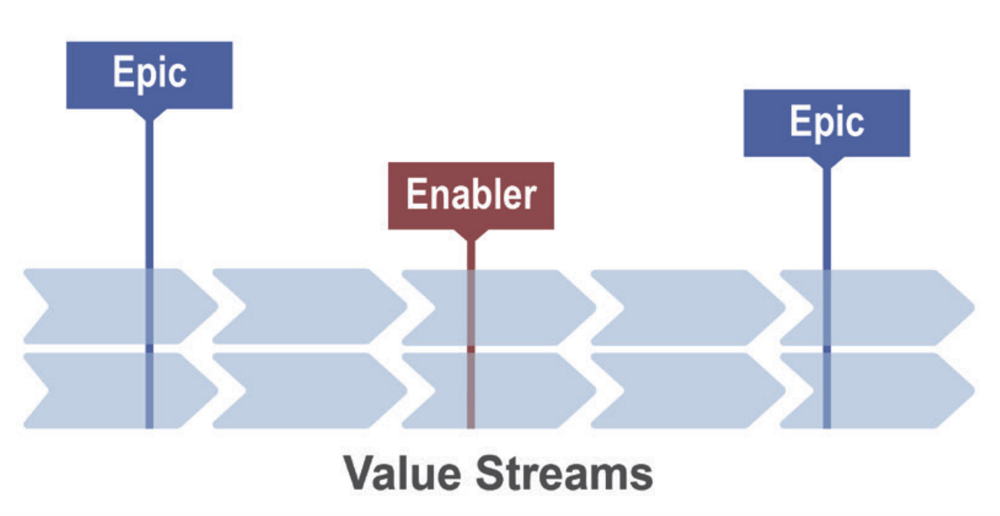 Epic
Epic
Enabler
Value Streams